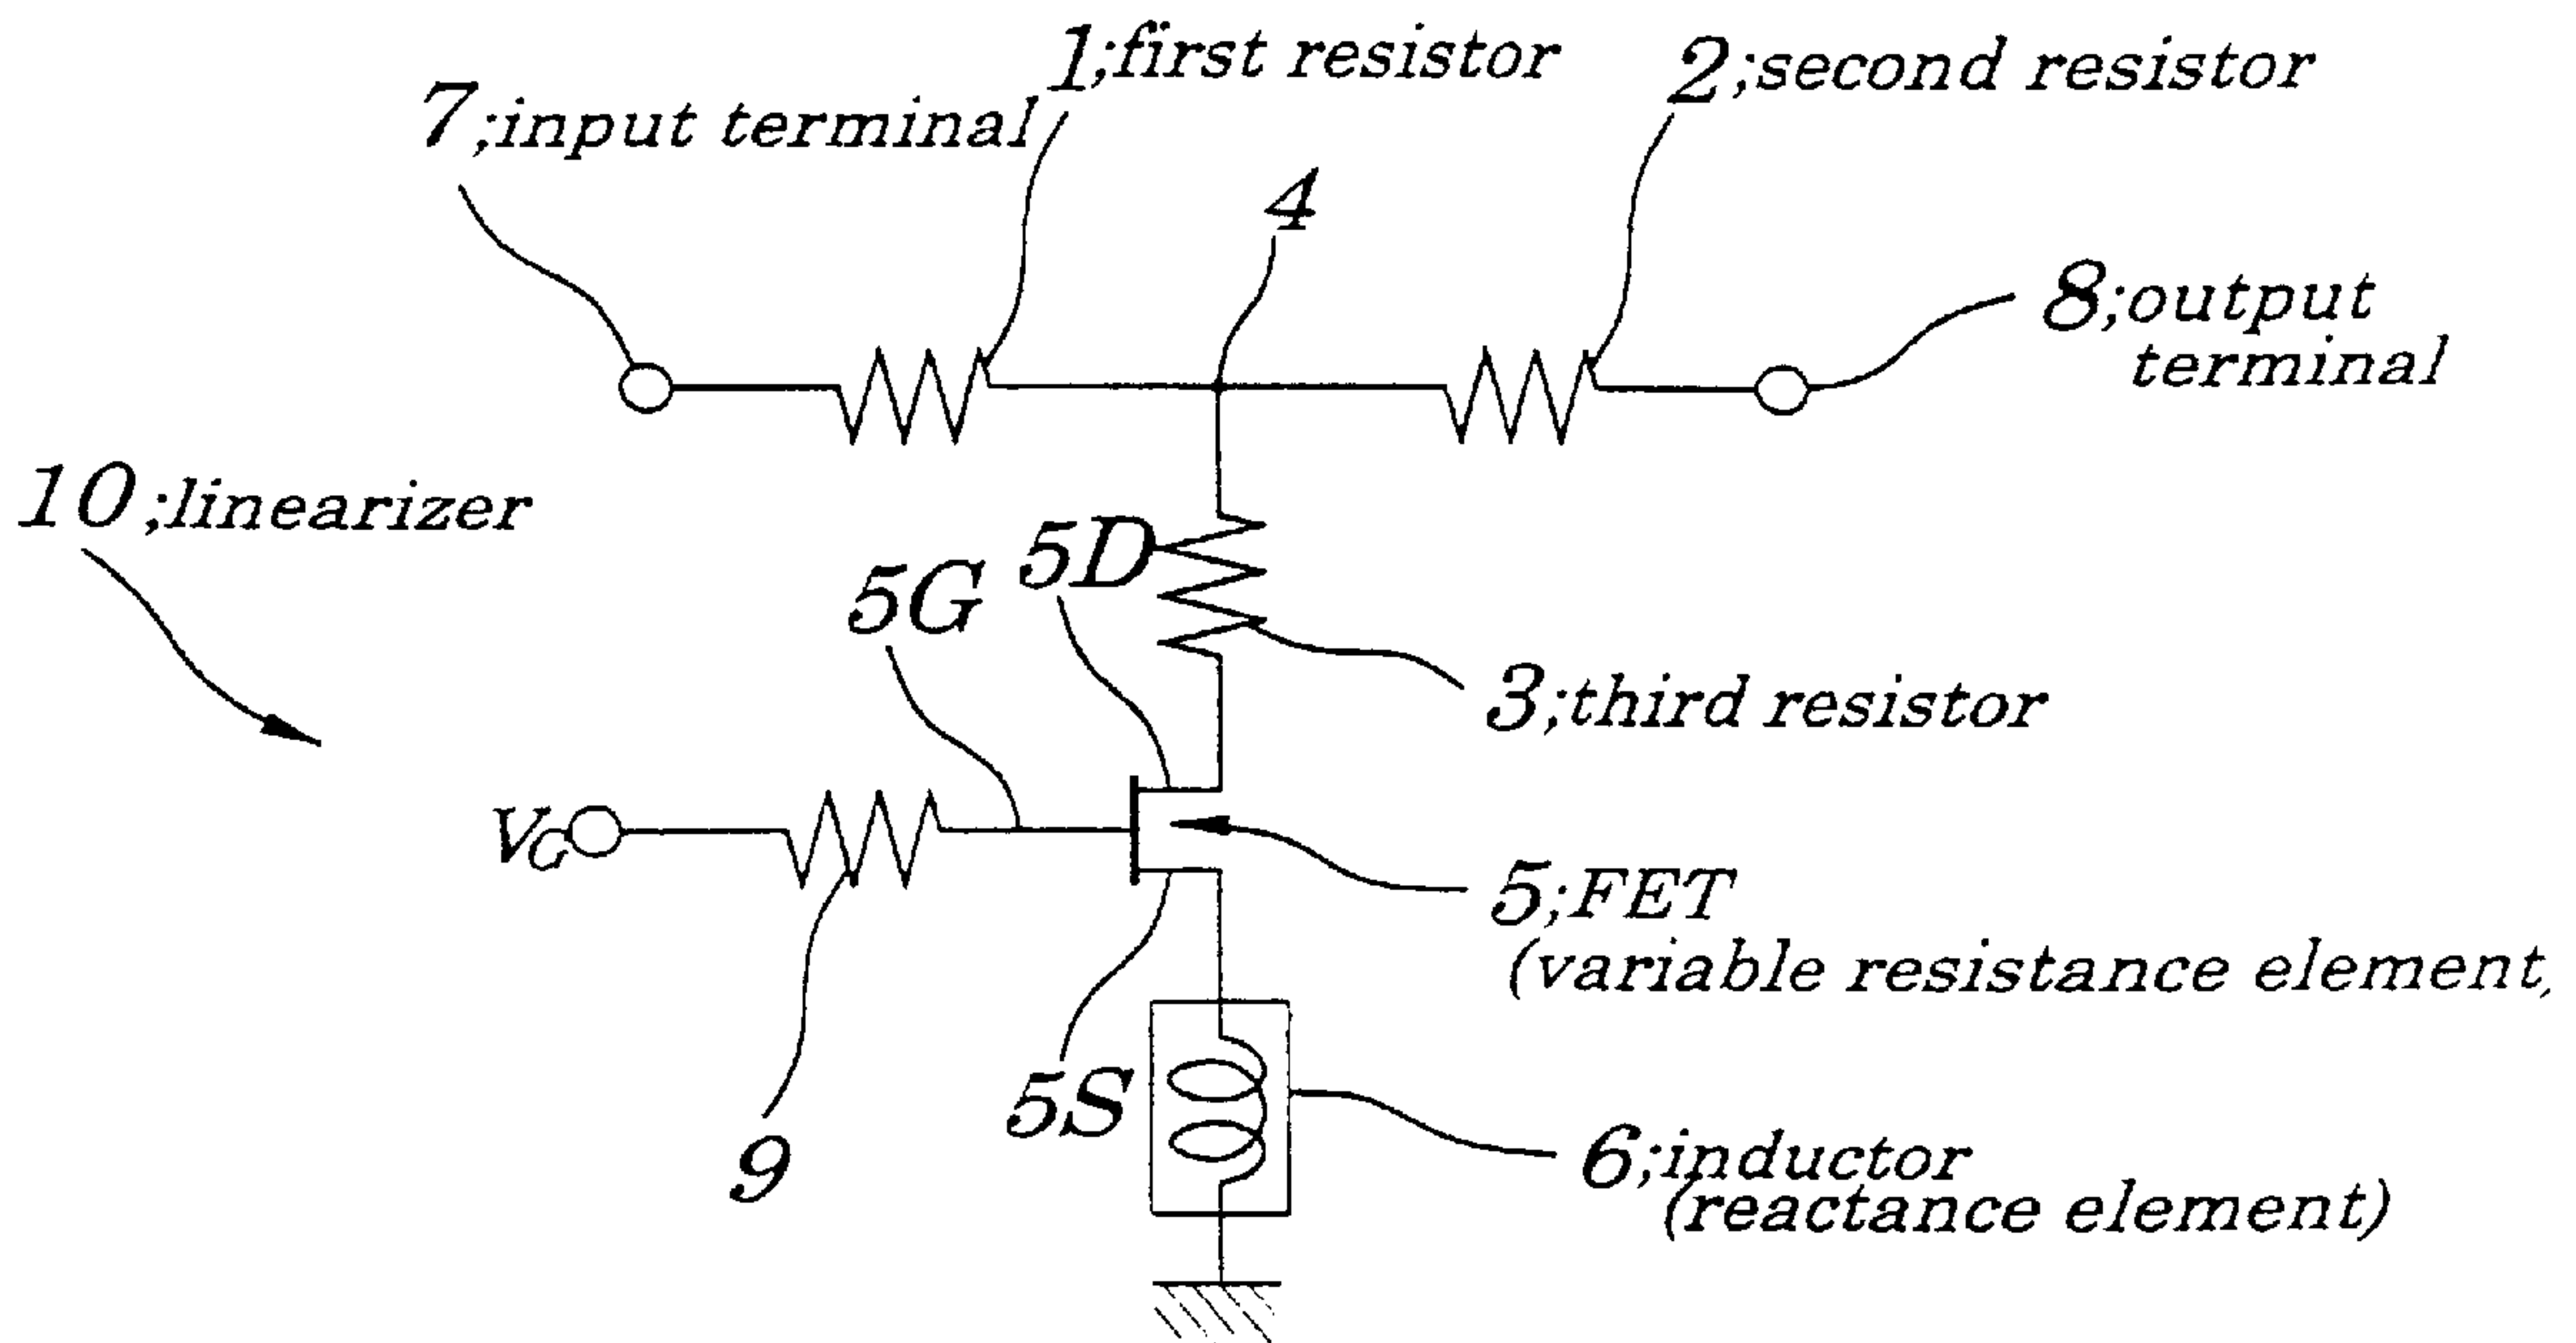 1;first resistor
2;second resistor
7;input terminal
4
8;output
terminal
10;linearizer
5D
5G
3;third resistor
VG
5;FET
(variable resistance element,
5S
9
6;inductor
(reactance element)